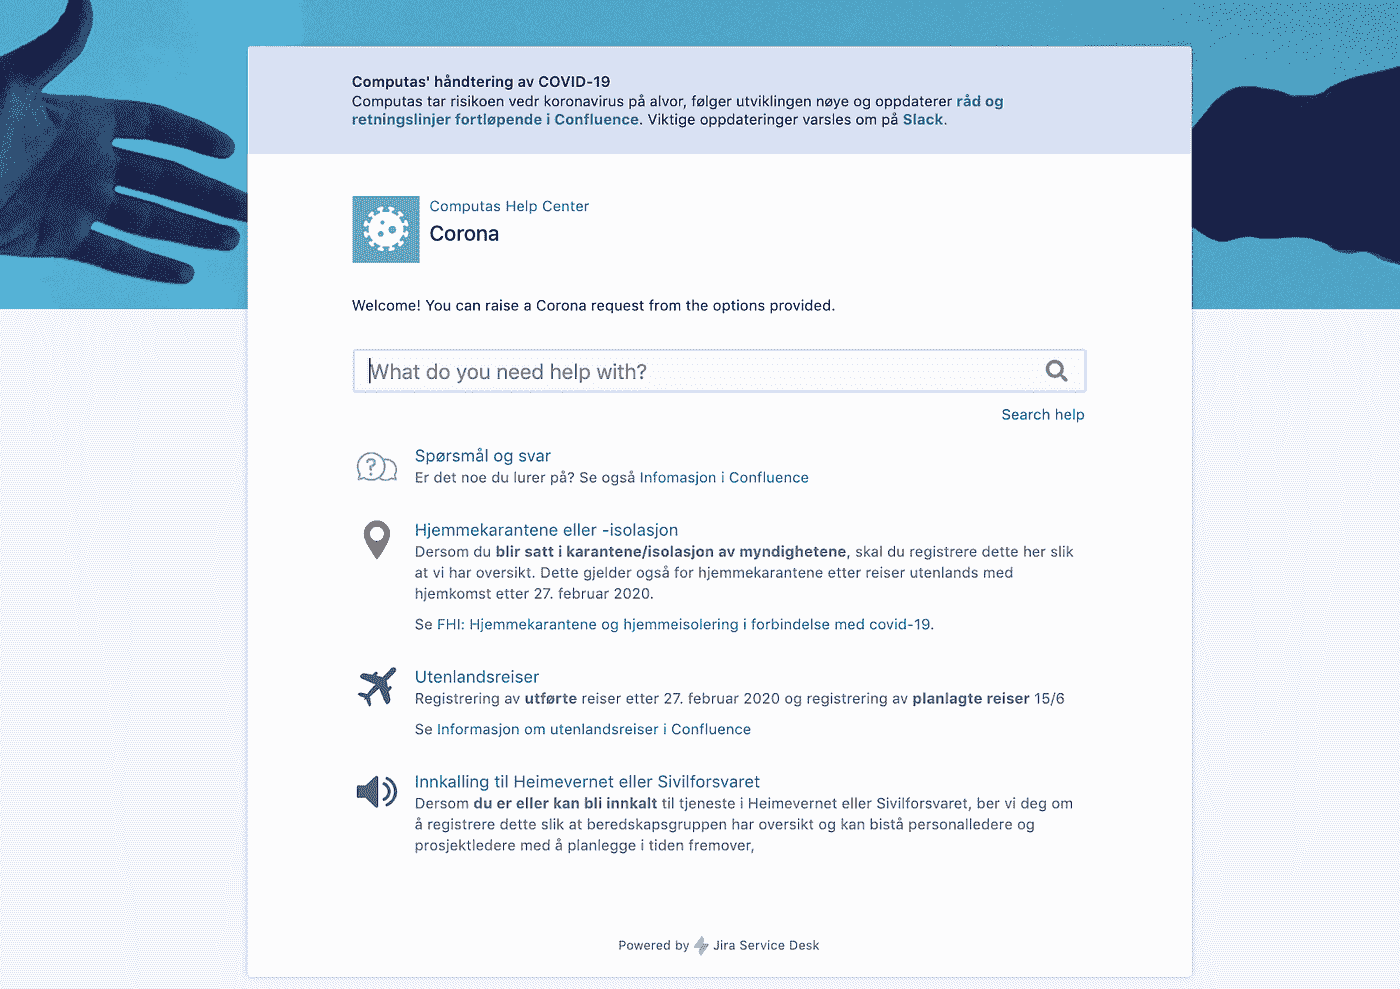 Computas' håndtering av COVID-19
Computas tar risikoen vedr koronavirus på alvor, følger utviklingen nøye og oppdaterer råd og
retningslinjer fortløpende i Confluence. Viktige oppdateringer varsles om på Slack.
Computas Help Center
Corona
Welcome! You can raise a Corona request from the options provided.
What do you need help with?
Search help
Spørsmål og svar
Er det noe du lurer på? Se også Infomasjon i Confluence
Hjemmekarantene eller -isolasjon
Dersom du blir satt i karantene/isolasjon av myndighetene, skal du registrere dette her slik
at vi har oversikt. Dette gjelder også for hjemmekarantene etter reiser utenlands med
hjemkomst etter 27. februar 2020.
Se FHI: Hjemmekarantene og hjemmeisolering i forbindelse med covid-19.
Utenlandsreiser
Registrering av utførte reiser etter 27. februar 2020 og registrering av planlagte reiser 15/6
Se Informasjon om utenlandsreiser i Confluence
Innkalling til Heimevernet eller Sivilforsvaret
Dersom du er eller kan bli innkalt til tjeneste i Heimevernet eller Sivilforsvaret, ber vi deg om
å registrere dette slik at beredskapsgruppen har oversikt og kan bistå personalledere og
prosjektledere med å planlegge i tiden fremover,
Powered by Jira Service Desk